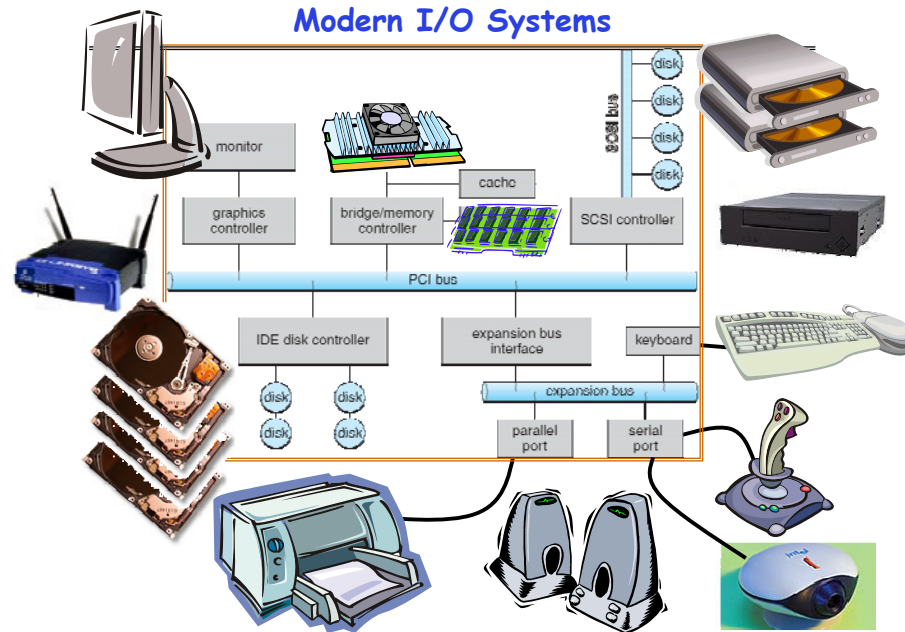 Modern I/O Systems
disk
disk
SCSI bus
disk
disk
monitor
cache
graphics
controller
bridge/memory
controller
SCSI controller
PCI bus
IDE disk controller
expansion bus
interface
keyboard
disk
disk
expansion bus
disk
disk
parallel
port
serial
port
intel